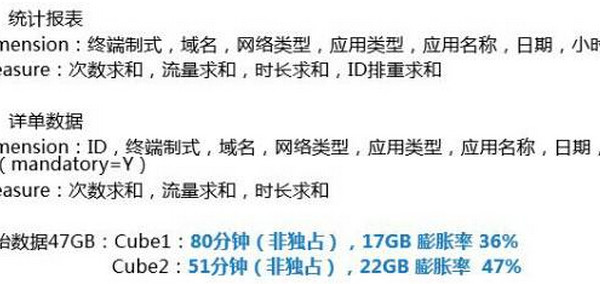 统计报表
mension：终端制式，域名，网络类型，应用类型，应用名称，日期，小时
easure：次数求和，流量求和，时长求和，ID排重求和
详单数据
mension：ID，终端制式，域名，网络类型，应用类型，应用名称，日期，
（mandatory=Y）
easure：次数求和，流量求和，时长求和
始数据47GB：Cube1：80分钟（非独占），17GB 膨胀率 36%
Cube2：51分钟（非独占），22GB 膨胀率 47%